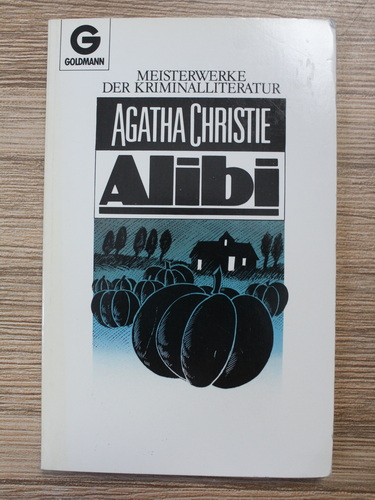 G
GOLDMANN
MEISTERWERKE
DER KRIMINALLITERATUR
AGATHA CHRISTIE
Alibi